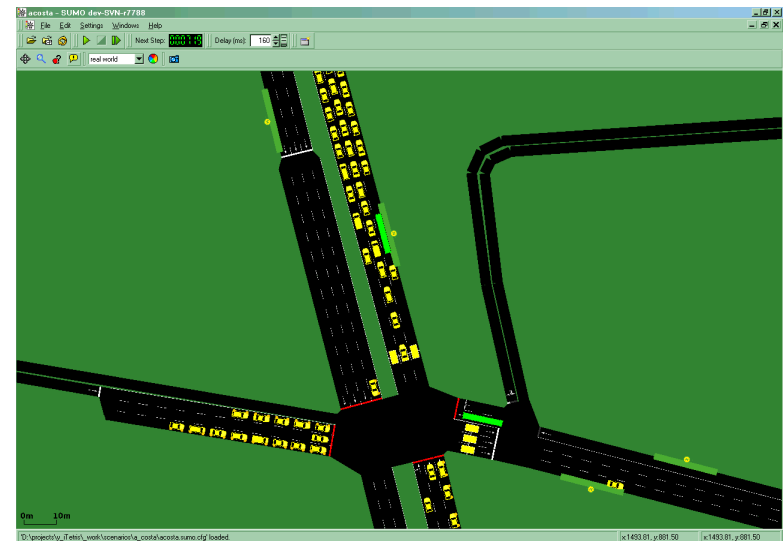 acosta - SUMO dev-SVN-r7788
File Edit Settings Windows Help
Next Step: 000719 Delay (ms): 160
real world
0m 10m
'D:\projects\y_iTetris\_work\scenarios\a_costa\acosta.sumo.cfg' loaded. x:1493.81, y:881.50 x:1493.81, y:881.50